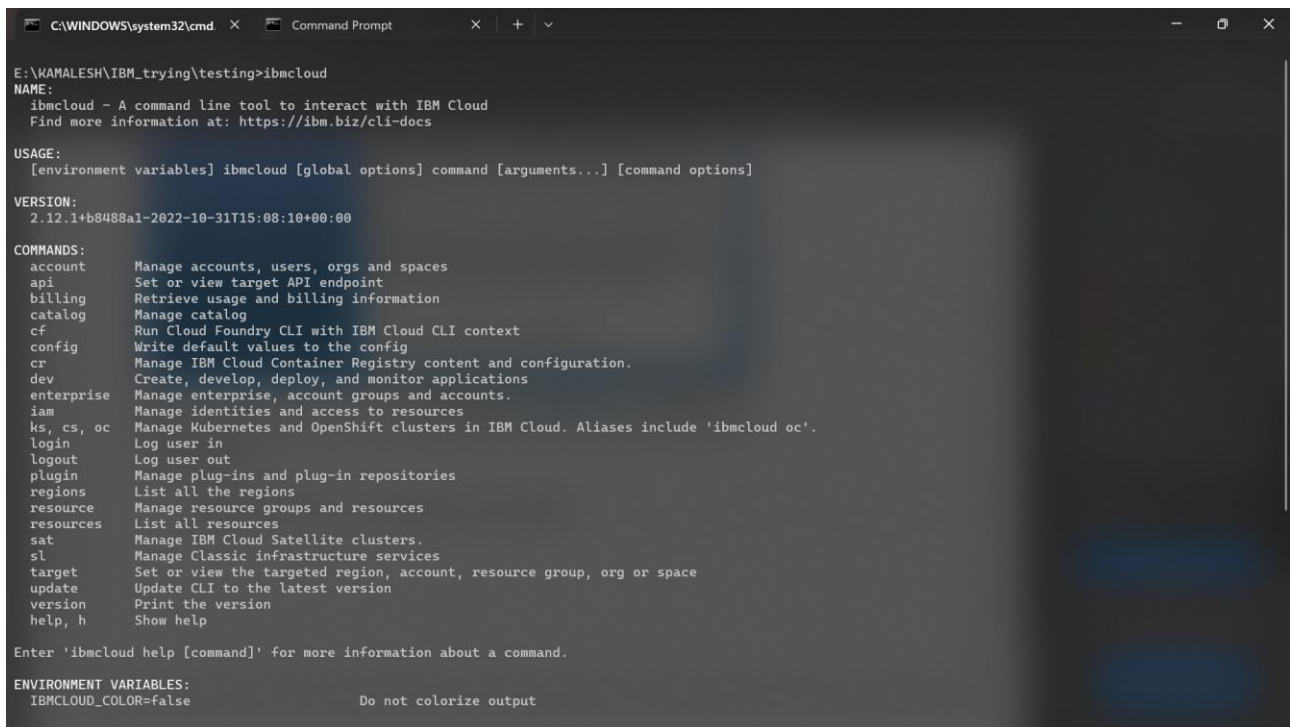 C:\WINDOWS\system32\cmd. Command Prompt
E:\KAMALESH\IBM_trying\testing>ibmcloud
NAME:
ibmcloud - A command line tool to interact with IBM Cloud
Find more information at: https://ibm.biz/cli-docs
USAGE:
[environment variables] ibmcloud [global options] command [arguments...] [command options]
VERSION:
2.12.1+b8488a1-2022-10-31T15:08:10+00:00
COMMANDS:
account Manage accounts, users, orgs and spaces
api Set or view target API endpoint
billing Retrieve usage and billing information
catalog Manage catalog
cf Run Cloud Foundry CLI with IBM Cloud CLI context
config Write default values to the config
cr Manage IBM Cloud Container Registry content and configuration.
dev Create, develop, deploy, and monitor applications
enterprise Manage enterprise, account groups and accounts.
iam Manage identities and access to resources
ks, cs, oc Manage Kubernetes and OpenShift clusters in IBM Cloud. Aliases include 'ibmcloud oc'.
login Log user in
logout Log user out
plugin Manage plug-ins and plug-in repositories
regions List all the regions
resource Manage resource groups and resources
resources List all resources
sat Manage IBM Cloud Satellite clusters.
sl Manage Classic infrastructure services
target Set or view the targeted region, account, resource group, org or space
update Update CLI to the latest version
version Print the version
help, h Show help
Enter 'ibmcloud help [command]' for more information about a command.
ENVIRONMENT VARIABLES:
IBMCLOUD_COLOR=false Do not colorize output